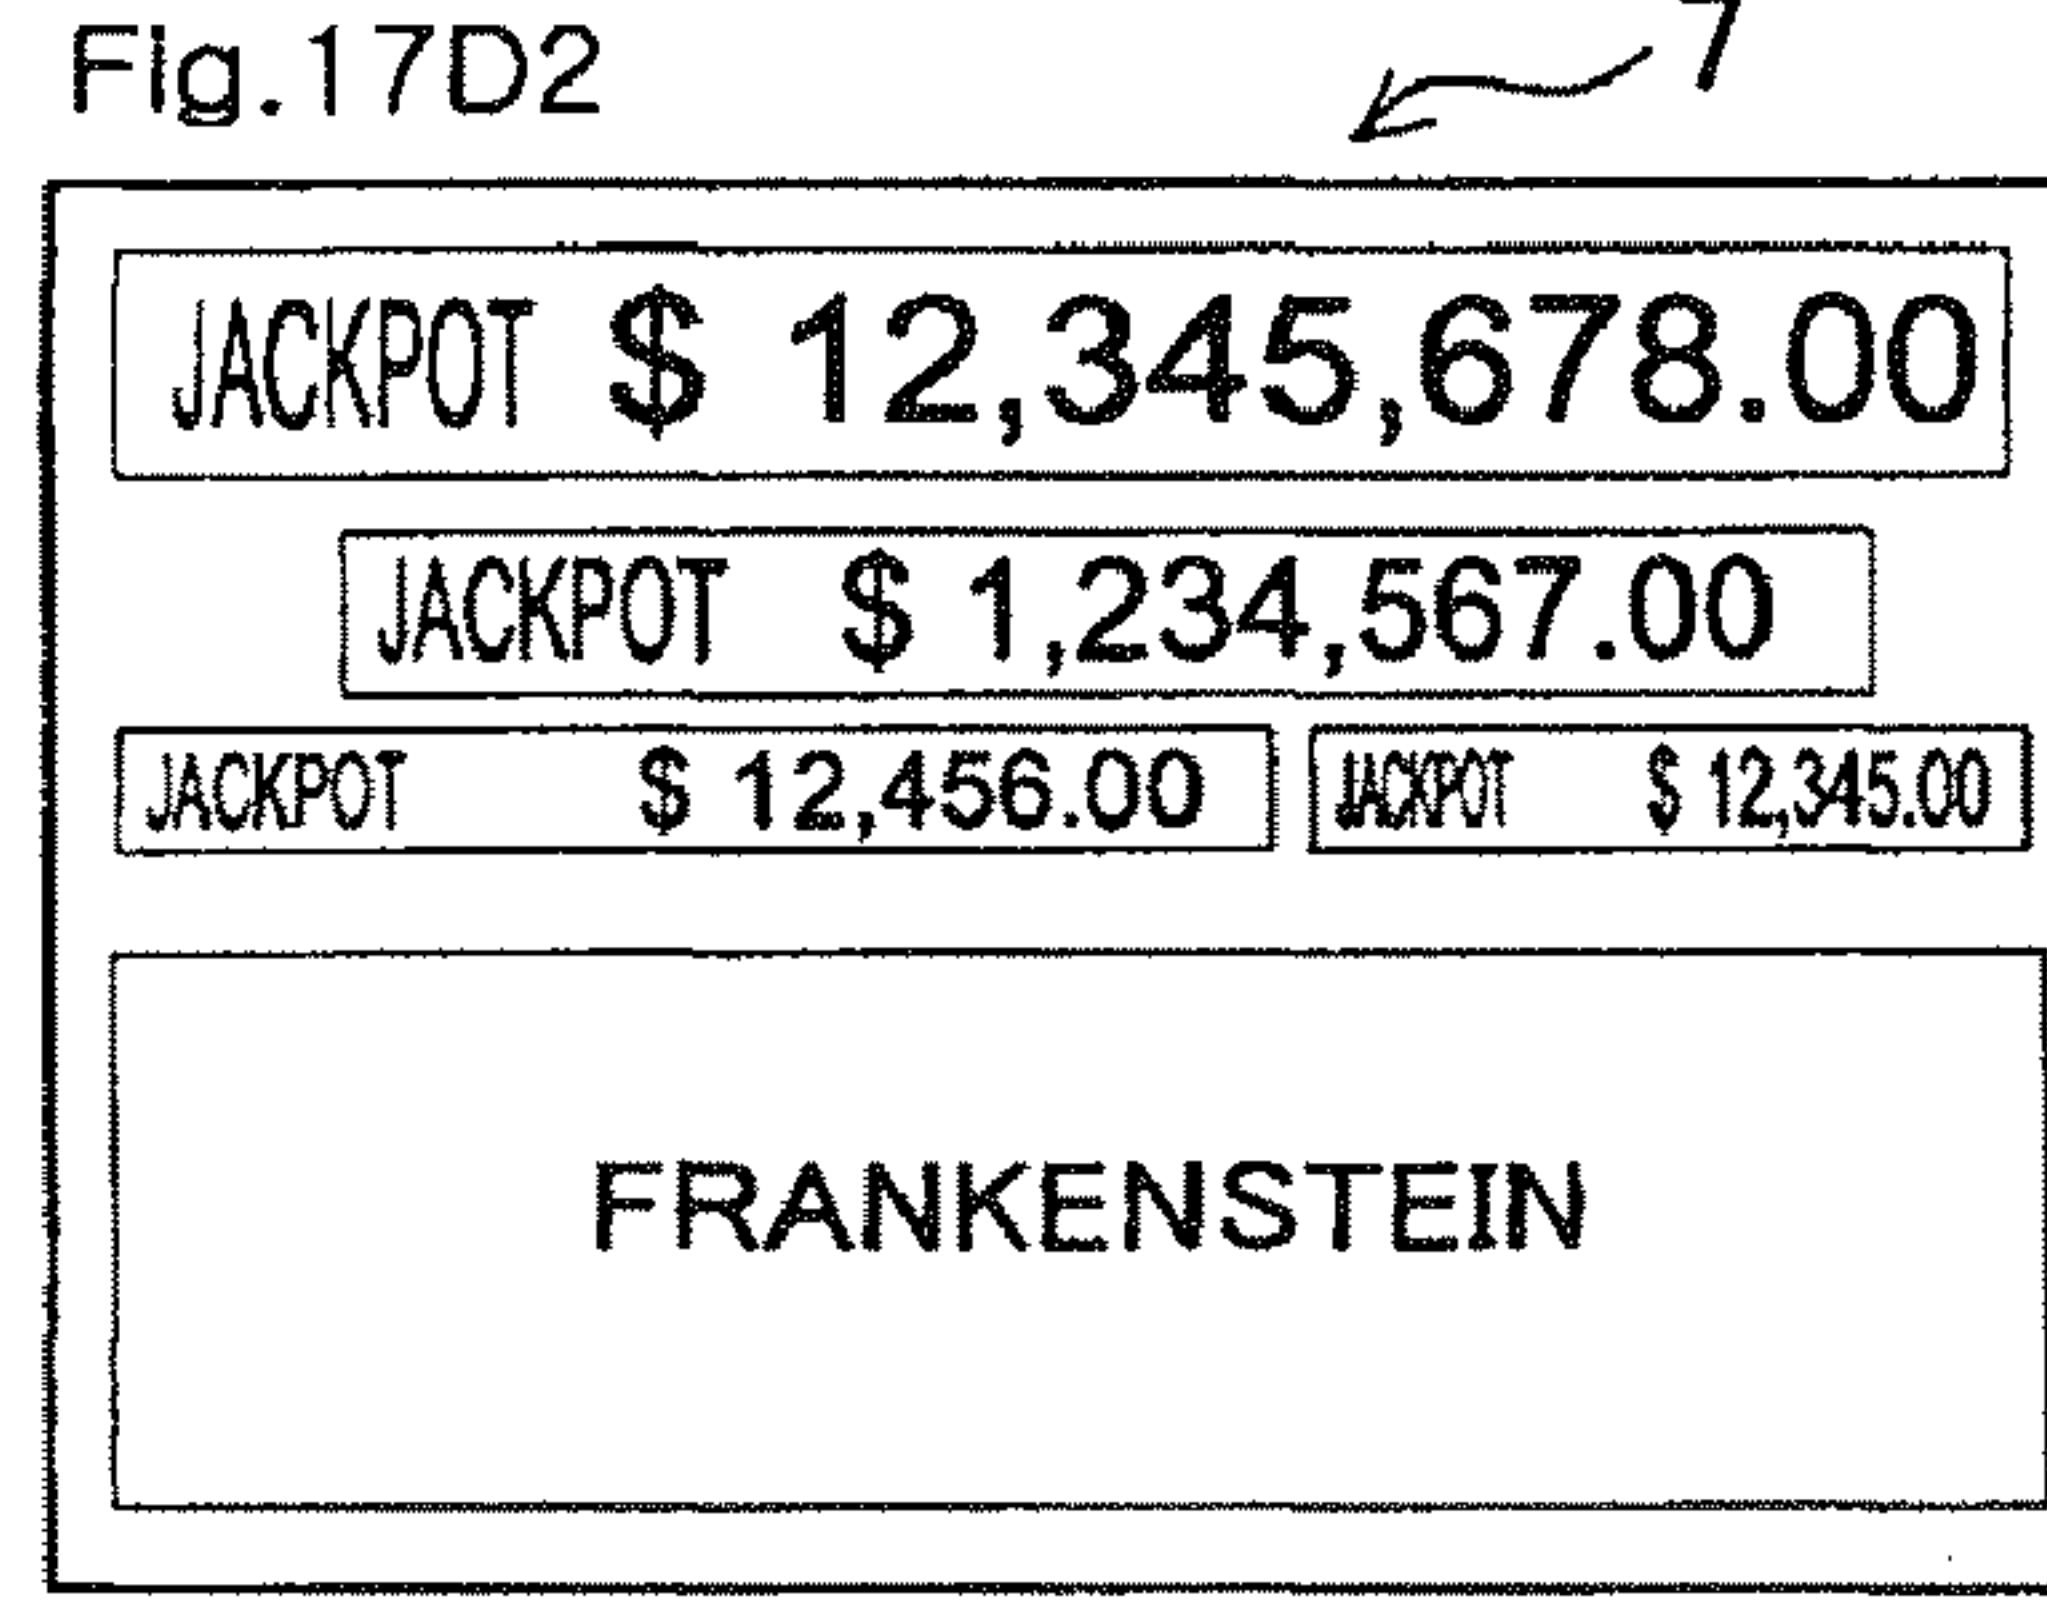 Fig.17D2
7
JACKPOT $ 12,345,678.00
JACKPOT $ 1,234,567.00
JACKPOT $ 12,456.00
JACKPOT $ 12,345.00
FRANKENSTEIN